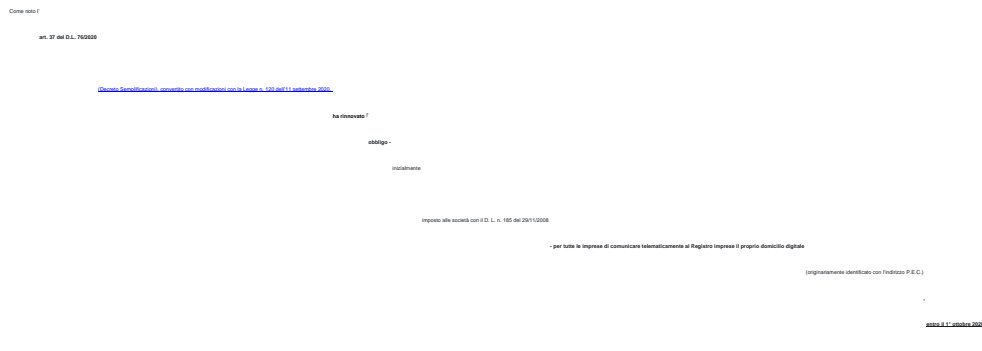 Come noto l'
art. 37 del D.L. 76/2020
(Decreto Semplificazioni), convertito con modificazioni con la Legge n. 120 dell'11 settembre 2020,
ha rinnovato l'
obbligo -
inizialmente
imposto alle società con il D. L. n. 185 del 29/11/2008
- per tutte le imprese di comunicare telematicamente al Registro Imprese il proprio domicilio digitale
(originariamente identificato con l'indirizzo P.E.C.)
,
entro il 1° ottobre 2020